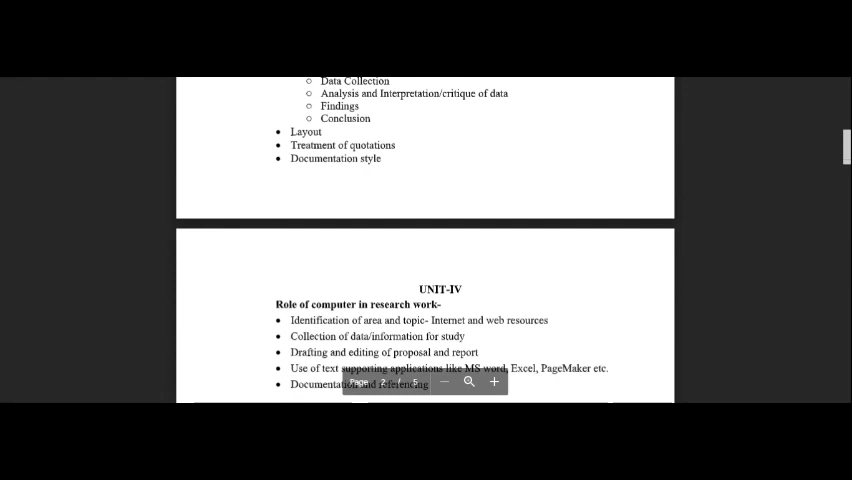 ○ Data Collection
○ Analysis and Interpretation/critique of data
○ Findings
○ Conclusion
• Layout
• Treatment of quotations
• Documentation style
UNIT-IV
Role of computer in research work-
• Identification of area and topic- Internet and web resources
• Collection of data/information for study
• Drafting and editing of proposal and report
• Use of text supporting applications like MS word, Excel, PageMaker etc.
• Documentation and referencing
Page 2 / 5